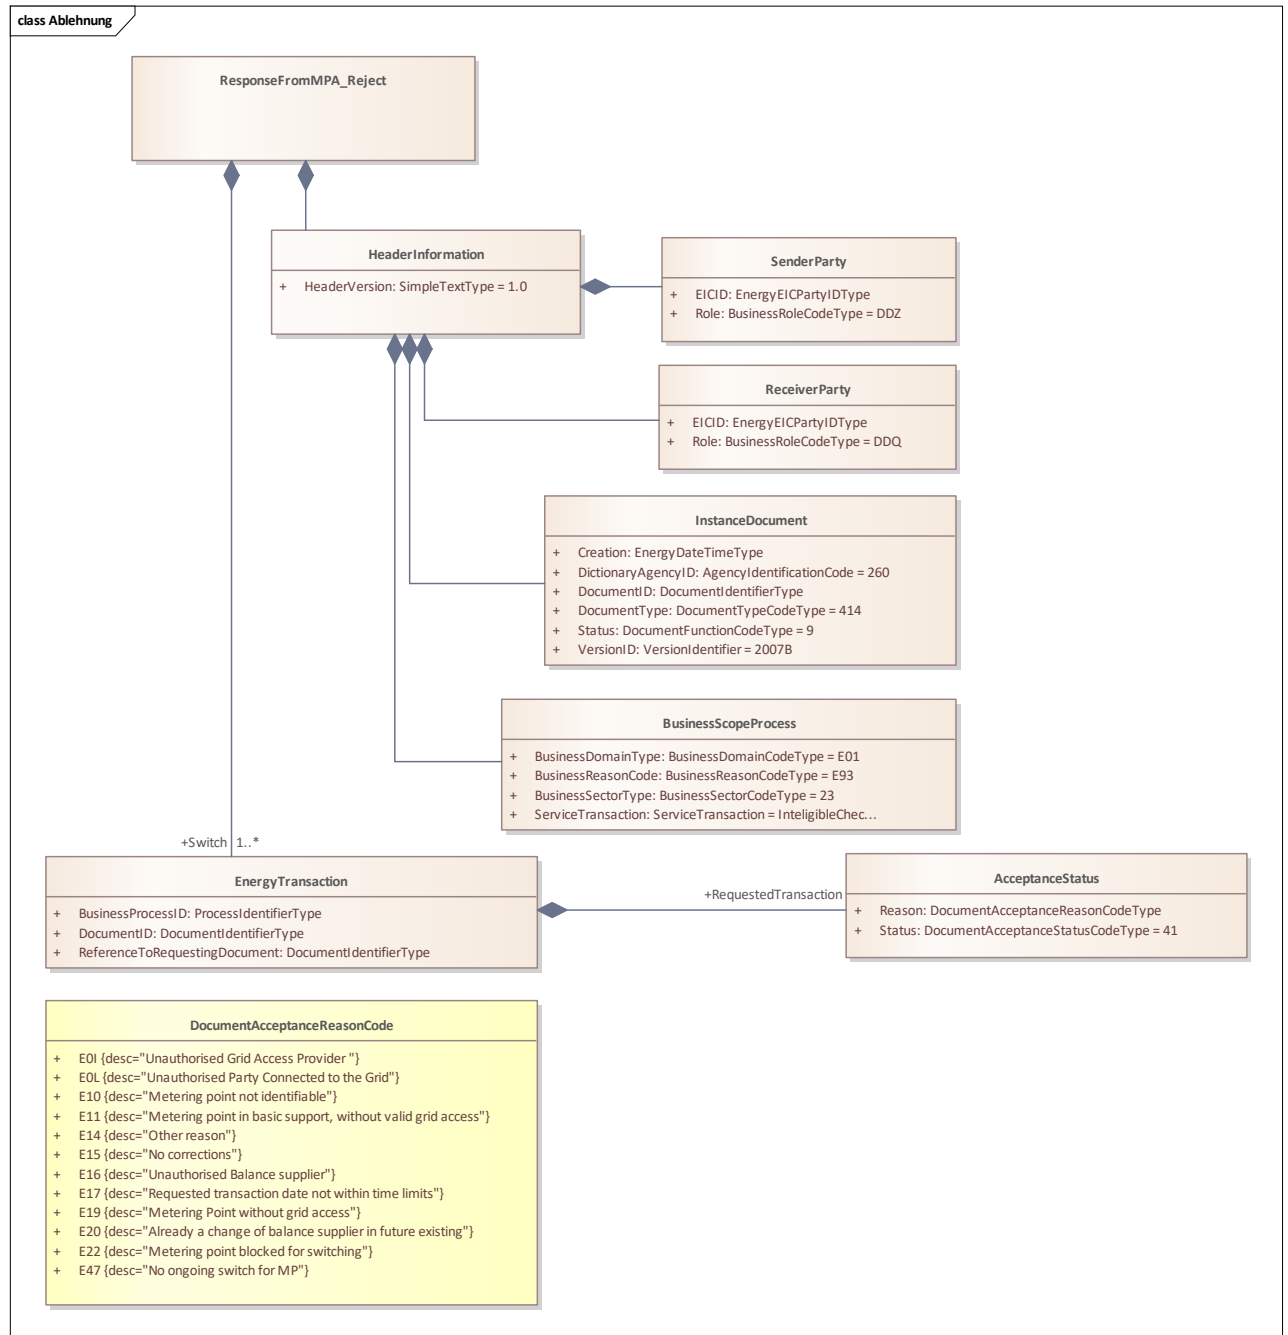 class Ablehnung
ResponseFromMPA_Reject
HeaderInformation
+ HeaderVersion: SimpleTextType = 1.0
SenderParty
+ EICID: EnergyEICPartyIDType
+ Role: BusinessRoleCodeType = DDZ
ReceiverParty
+ EICID: EnergyEICPartyIDType
+ Role: BusinessRoleCodeType = DDQ
InstanceDocument
+ Creation: EnergyDateTimeType
+ DictionaryAgencyID: AgencyIdentificationCode = 260
+ DocumentID: DocumentIdentifierType
+ DocumentType: DocumentTypeCodeType = 414
+ Status: DocumentFunctionCodeType = 9
+ VersionID: VersionIdentifier = 2007B
BusinessScopeProcess
+ BusinessDomainType: BusinessDomainCodeType = E01
+ BusinessReasonCode: BusinessReasonCodeType = E93
+ BusinessSectorType: BusinessSectorCodeType = 23
+ ServiceTransaction: ServiceTransaction = InteligibleChec...
+Switch 1..*
EnergyTransaction
+ BusinessProcessID: ProcessIdentifierType
+ DocumentID: DocumentIdentifierType
+ ReferenceToRequestingDocument: DocumentIdentifierType
+RequestedTransaction
AcceptanceStatus
+ Reason: DocumentAcceptanceReasonCodeType
+ Status: DocumentAcceptanceStatusCodeType = 41
DocumentAcceptanceReasonCode
+ E0I {desc="Unauthorised Grid Access Provider "}
+ E0L {desc="Unauthorised Party Connected to the Grid"}
+ E10 {desc="Metering point not identifiable"}
+ E11 {desc="Metering point in basic support, without valid grid access"}
+ E14 {desc="Other reason"}
+ E15 {desc="No corrections"}
+ E16 {desc="Unauthorised Balance supplier"}
+ E17 {desc="Requested transaction date not within time limits"}
+ E19 {desc="Metering Point without grid access"}
+ E20 {desc="Already a change of balance supplier in future existing"}
+ E22 {desc="Metering point blocked for switching"}
+ E47 {desc="No ongoing switch for MP"}